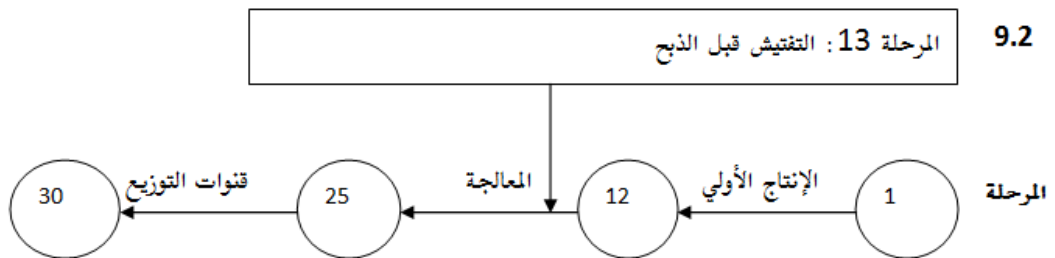 9.2
المرحلة 13 : التفتيش قبل الذبح
المرحلة
1
الإنتاج الأولي
12
المعالجة
25
قنوات التوزيع
30